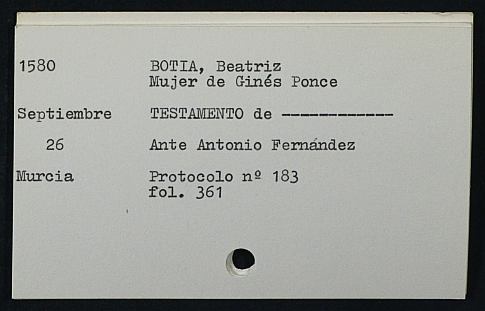 1580 BOTIA, Beatriz
Mujer de Ginés Ponce
Septiembre TESTAMENTO de ------------
26 Ante Antonio Fernández
Murcia Protocolo nº 183
fol. 361